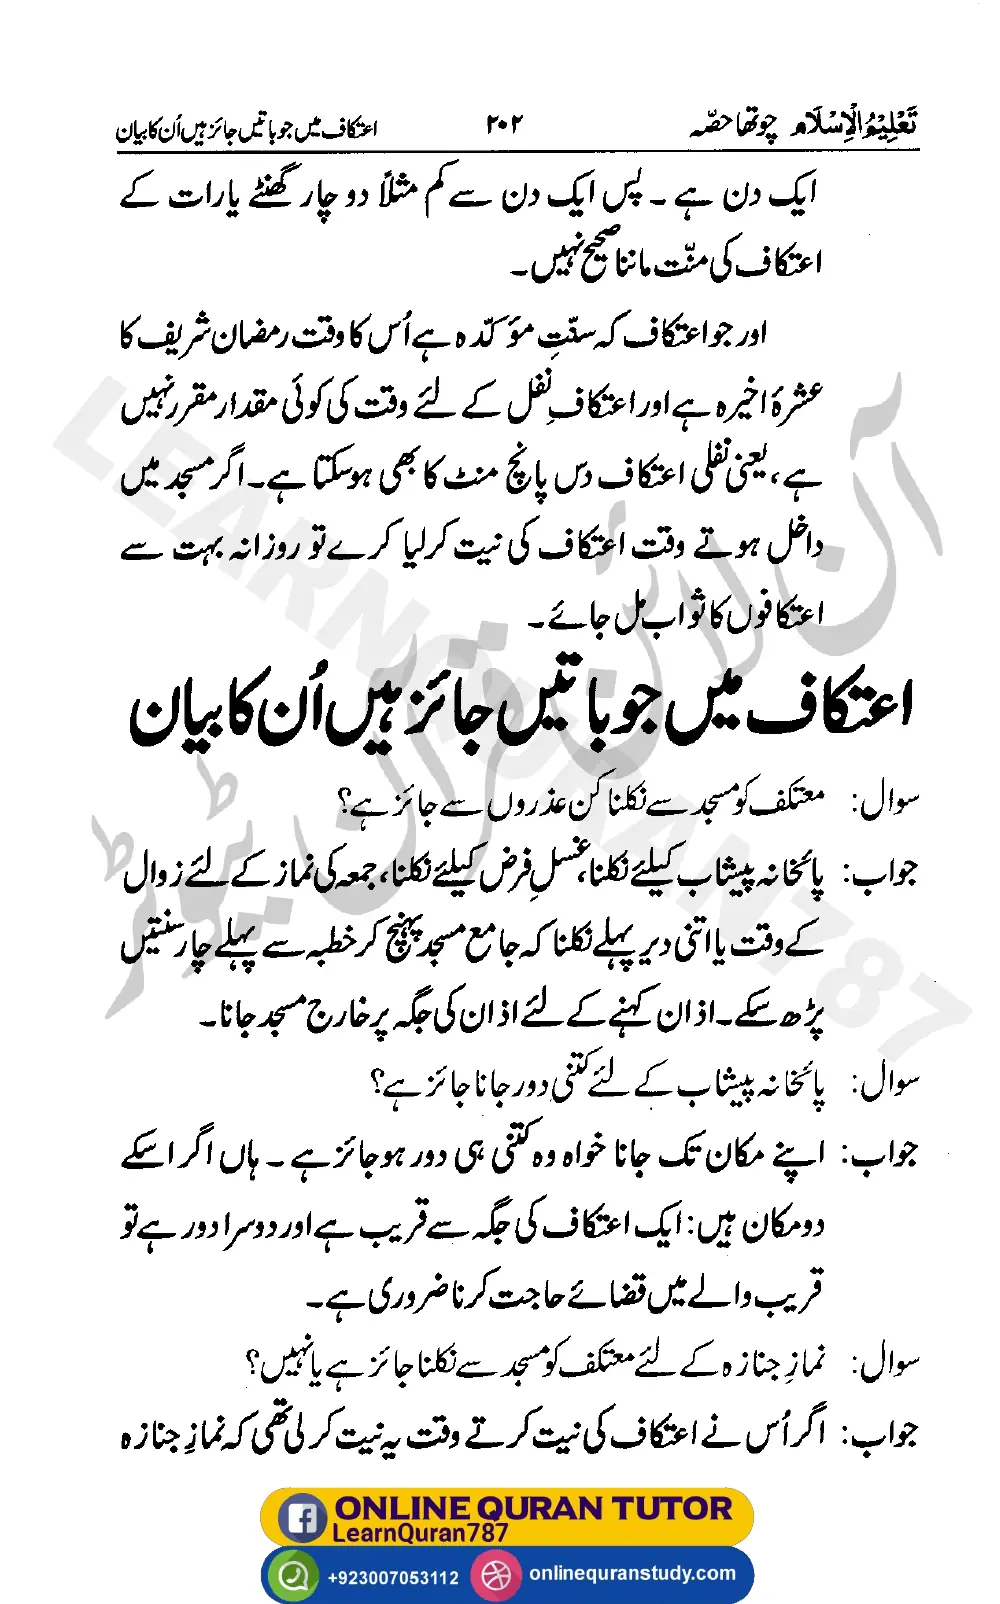 تَعْلِیْمُ الْاِسْلَام چوتھا حصّہ ۲۰۲ اعتکاف میں جو باتیں جائز ہیں اُن کا بیان
ایک دن ہے ۔ پس ایک دن سے کم مثلاً دو چار گھنٹے یا رات کے
اعتکاف کی منّت ماننا صحیح نہیں۔
اور جو اعتکاف کہ سنّتِ مؤکّدہ ہے اُس کا وقت رمضان شریف کا
عشرۂ اخیرہ ہے اور اعتکافِ نفل کے لئے وقت کی کوئی مقدار مقرر نہیں
ہے، یعنی نفلی اعتکاف دس پانچ منٹ کا بھی ہوسکتا ہے۔ اگر مسجد میں
داخل ہوتے وقت اعتکاف کی نیت کرلیا کرے تو روزانہ بہت سے
اعتکافوں کا ثواب مل جائے۔
اعتکاف میں جو باتیں جائز ہیں اُن کا بیان
سوال: معتکف کو مسجد سے نکلنا کن عذروں سے جائز ہے؟
جواب: پائخانہ پیشاب کیلئے نکلنا، غسلِ فرض کیلئے نکلنا، جمعہ کی نماز کے لئے زوال
کے وقت یا اتنی دیر پہلے نکلنا کہ جامع مسجد پہنچ کر خطبہ سے پہلے چار سنتیں
پڑھ سکے۔ اذان کہنے کے لئے اذان کی جگہ پر خارج مسجد جانا۔
سوال: پائخانہ پیشاب کے لئے کتنی دور جانا جائز ہے؟
جواب: اپنے مکان تک جانا خواہ وہ کتنی ہی دور ہو جائز ہے ۔ ہاں اگر اسکے
دو مکان ہیں: ایک اعتکاف کی جگہ سے قریب ہے اور دوسرا دور ہے تو
قریب والے میں قضائے حاجت کرنا ضروری ہے۔
سوال: نمازِ جنازہ کے لئے معتکف کو مسجد سے نکلنا جائز ہے یا نہیں؟
جواب: اگر اُس نے اعتکاف کی نیت کرتے وقت یہ نیت کرلی تھی کہ نمازِ جنازہ
LEARNQURAN787
آن لائن قرآن ٹیوٹر
ONLINE QURAN TUTOR
LearnQuran787
+923007053112 onlinequranstudy.com